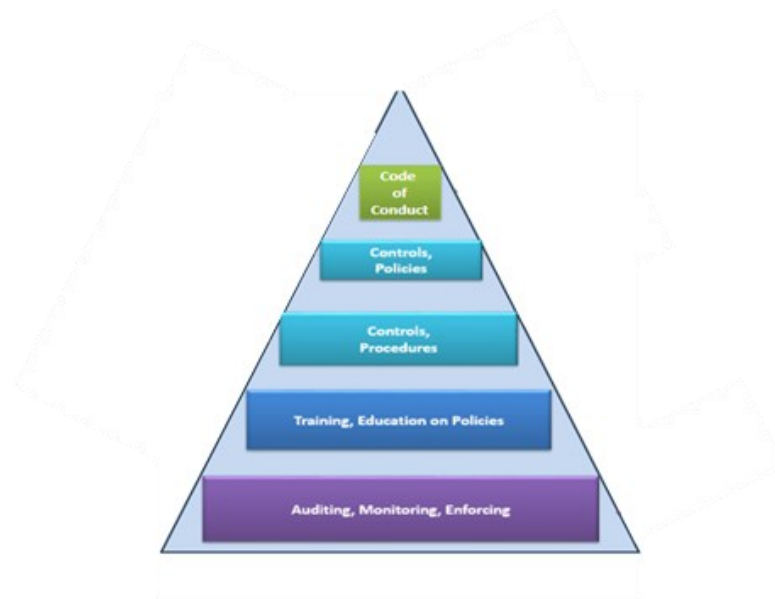 Code
of
Conduct
Controls,
Policies
Controls,
Procedures
Training, Education on Policies
Auditing, Monitoring, Enforcing